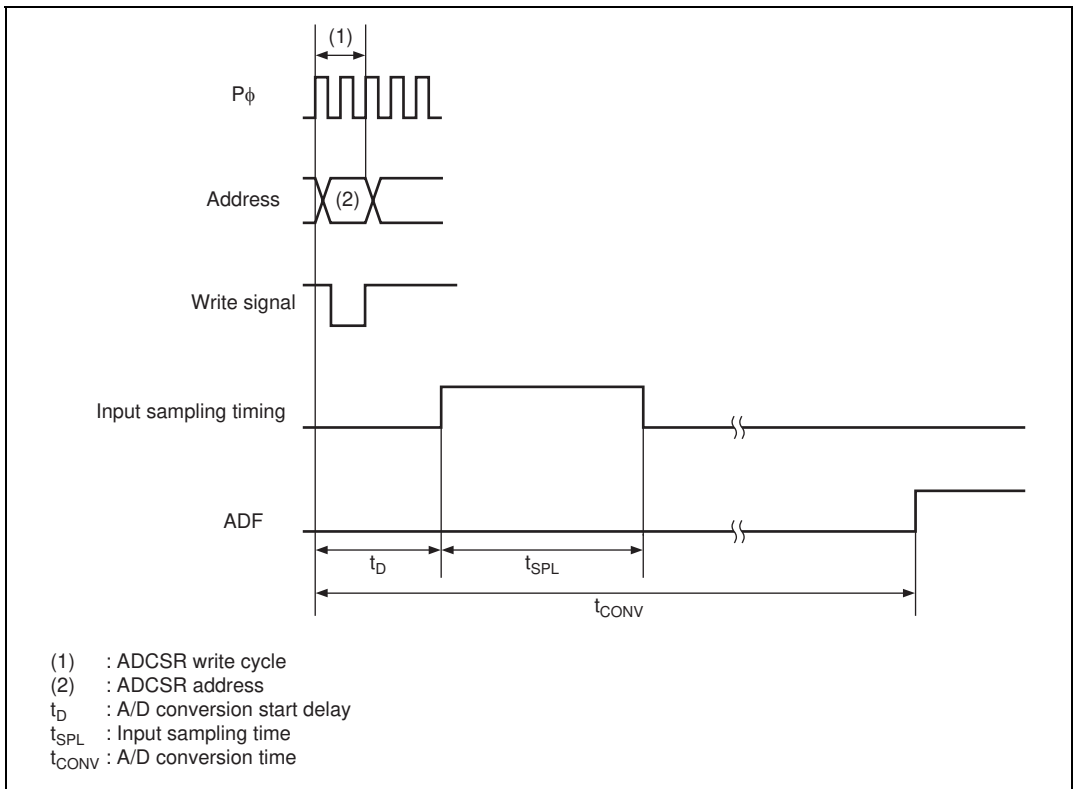 (1)
Pϕ
Address
(2)
Write signal
Input sampling timing
ADF
tD
tSPL
tCONV
(1) : ADCSR write cycle
(2) : ADCSR address
tD : A/D conversion start delay
tSPL : Input sampling time
tCONV : A/D conversion time